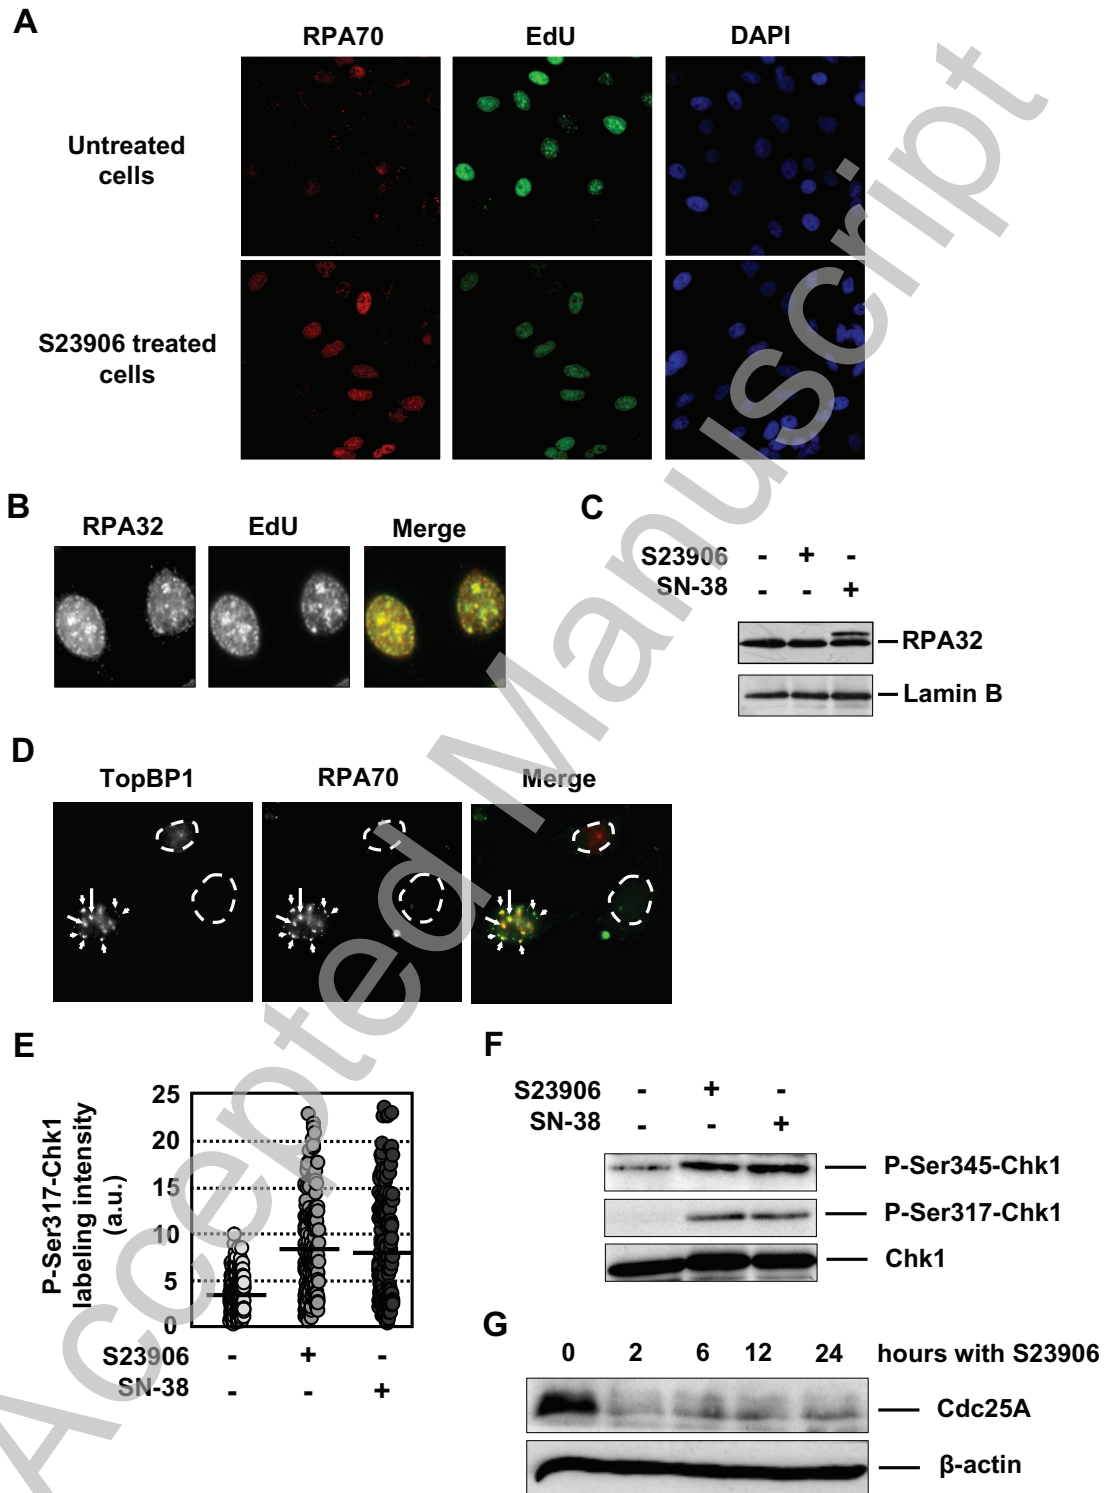 A
RPA70 EdU DAPI
Untreated
cells
S23906 treated
cells
B
RPA32 EdU Merge
C
S23906 - + -
SN-38 - - +
RPA32
Lamin B
D
TopBP1 RPA70 Merge
E
P-Ser317-Chk1
labeling intensity
(a.u.)
25
20
15
10
5
0
S23906 - + -
SN-38 - - +
F
S23906 - + -
SN-38 - - +
P-Ser345-Chk1
P-Ser317-Chk1
Chk1
G
0 2 6 12 24 hours with S23906
Cdc25A
β-actin
Accepted Manuscript